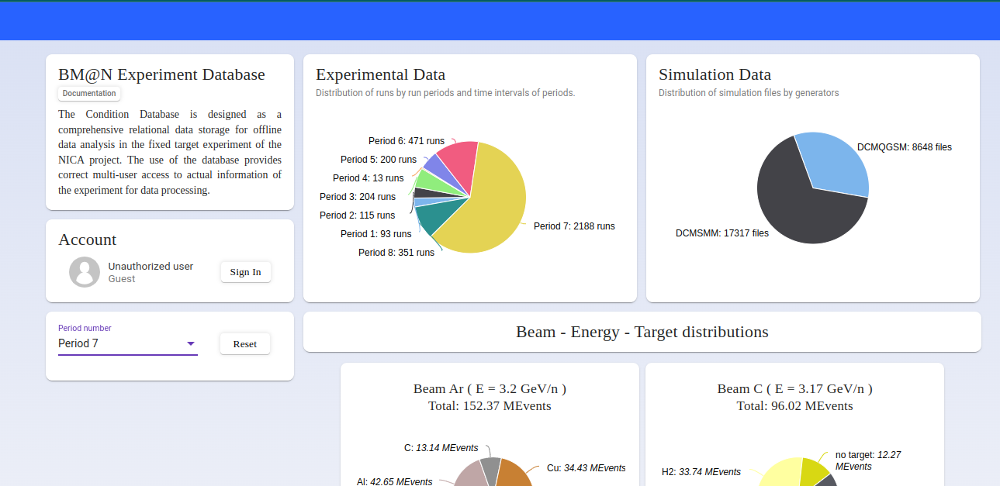 BM@N Experiment Database
Documentation
The Condition Database is designed as a
comprehensive relational data storage for offline
data analysis in the fixed target experiment of the
NICA project. The use of the database provides
correct multi-user access to actual information of
the experiment for data processing.
Account
Unauthorized user
Guest
Sign In
Period number
Period 7
Reset
Experimental Data
Distribution of runs by run periods and time intervals of periods.
Period 6: 471 runs
Period 5: 200 runs
Period 4: 13 runs
Period 3: 204 runs
Period 2: 115 runs
Period 1: 93 runs
Period 8: 351 runs
Period 7: 2188 runs
Simulation Data
Distribution of simulation files by generators
DCMQGSM: 8648 files
DCMSMM: 17317 files
Beam - Energy - Target distributions
Beam Ar ( E = 3.2 GeV/n )
Total: 152.37 MEvents
C: 13.14 MEvents
Cu: 34.43 MEvents
Al: 42.65 MEvents
Beam C ( E = 3.17 GeV/n )
Total: 96.02 MEvents
no target: 12.27
MEvents
H2: 33.74 MEvents